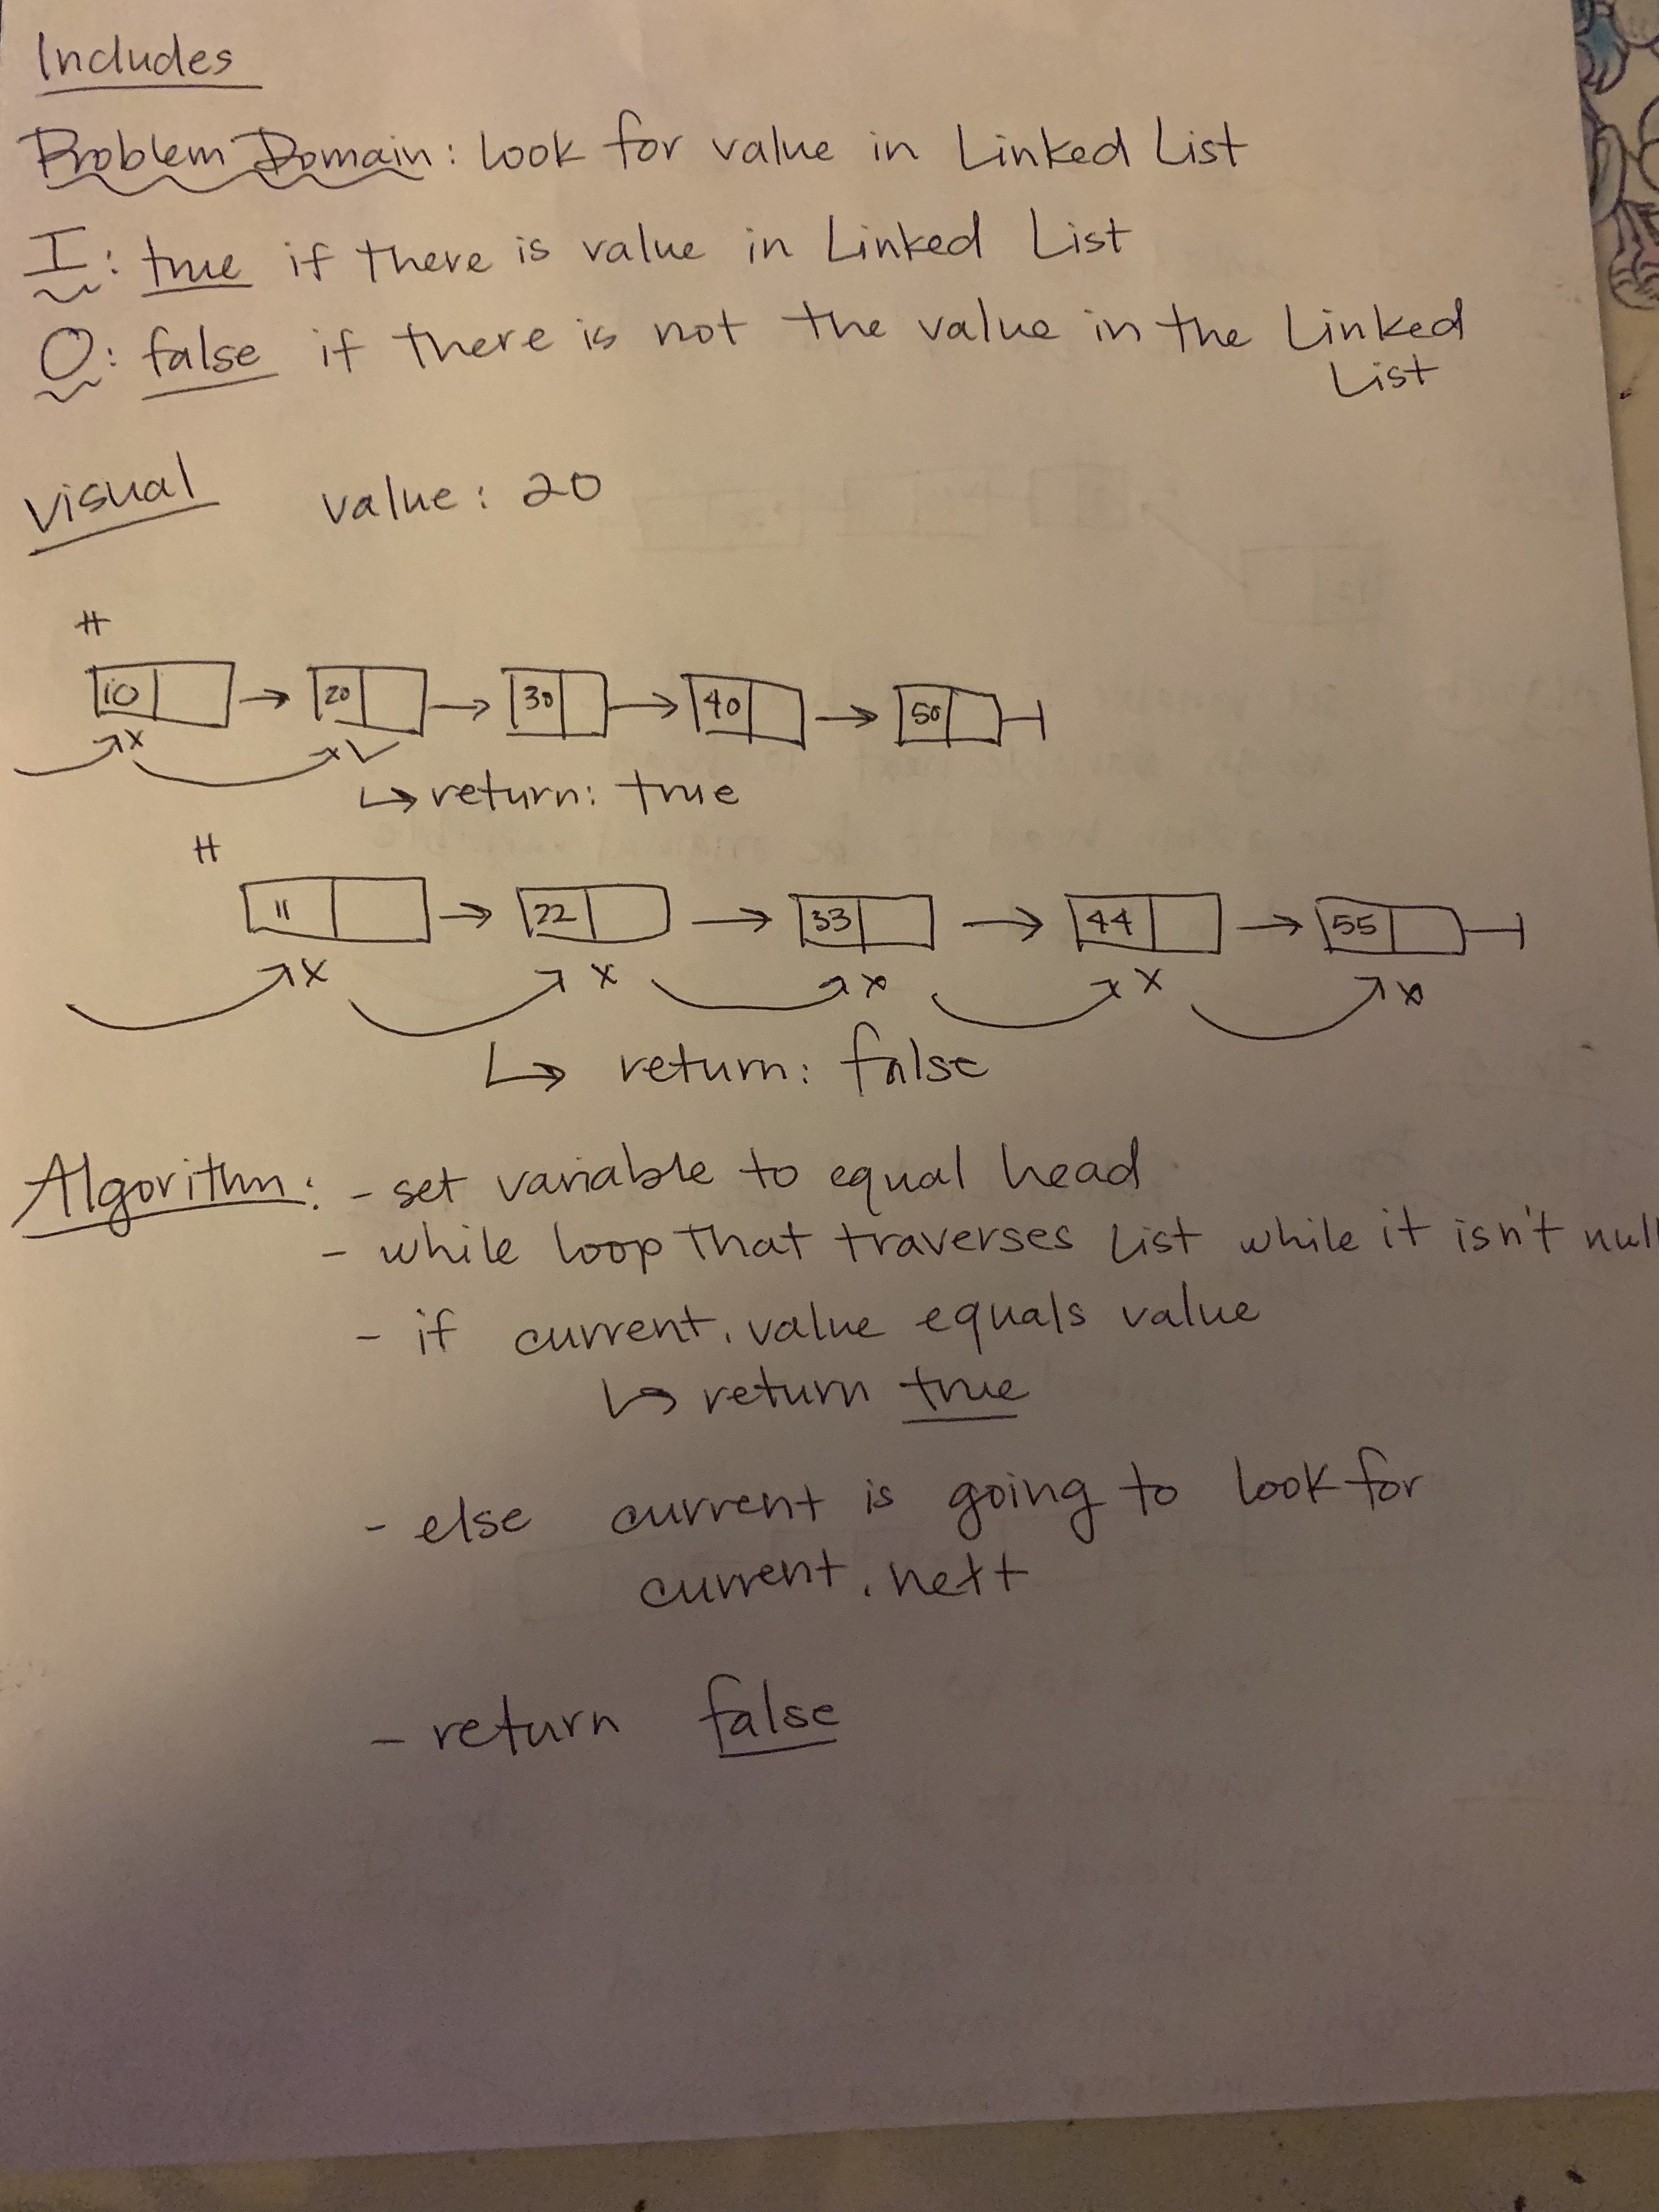 Includes
Problem Domain: look for value in Linked List
I: true if there is value in Linked List
O: false if there is not the value in the Linked
List
Visual value: 20
H
10 → 20 → 30 → 40 → 50
x x ✓
↳ return: true
H
11 → 22 → 33 → 44 → 55
x x x x x
↳ return: false
Algorithm: - set variable to equal head
- while loop that traverses List while it isn't null
- if current.value equals value
↳ return true
- else current is going to look for
current.next
- return false